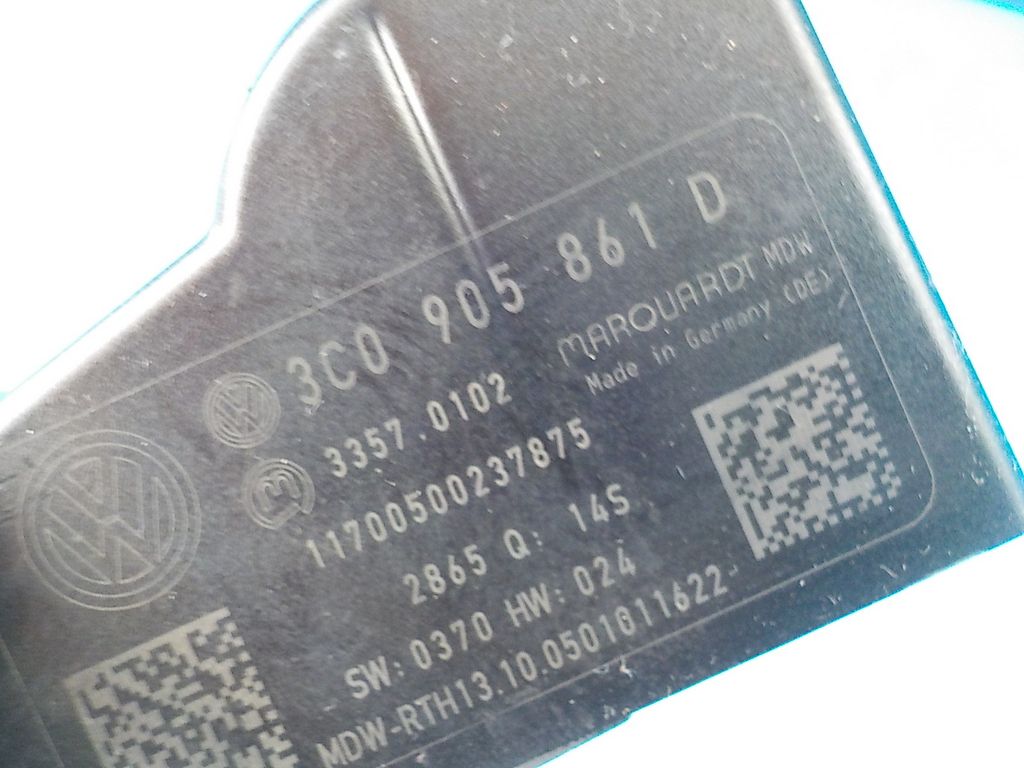 3C0 905 861 D
MARQUARDT MDW
3357.0102
Made in Germany (DE)
11700500237875
2865 Q: 14S
SW: 0370 HW: 024
MDW-RTH13.10.0501011622-